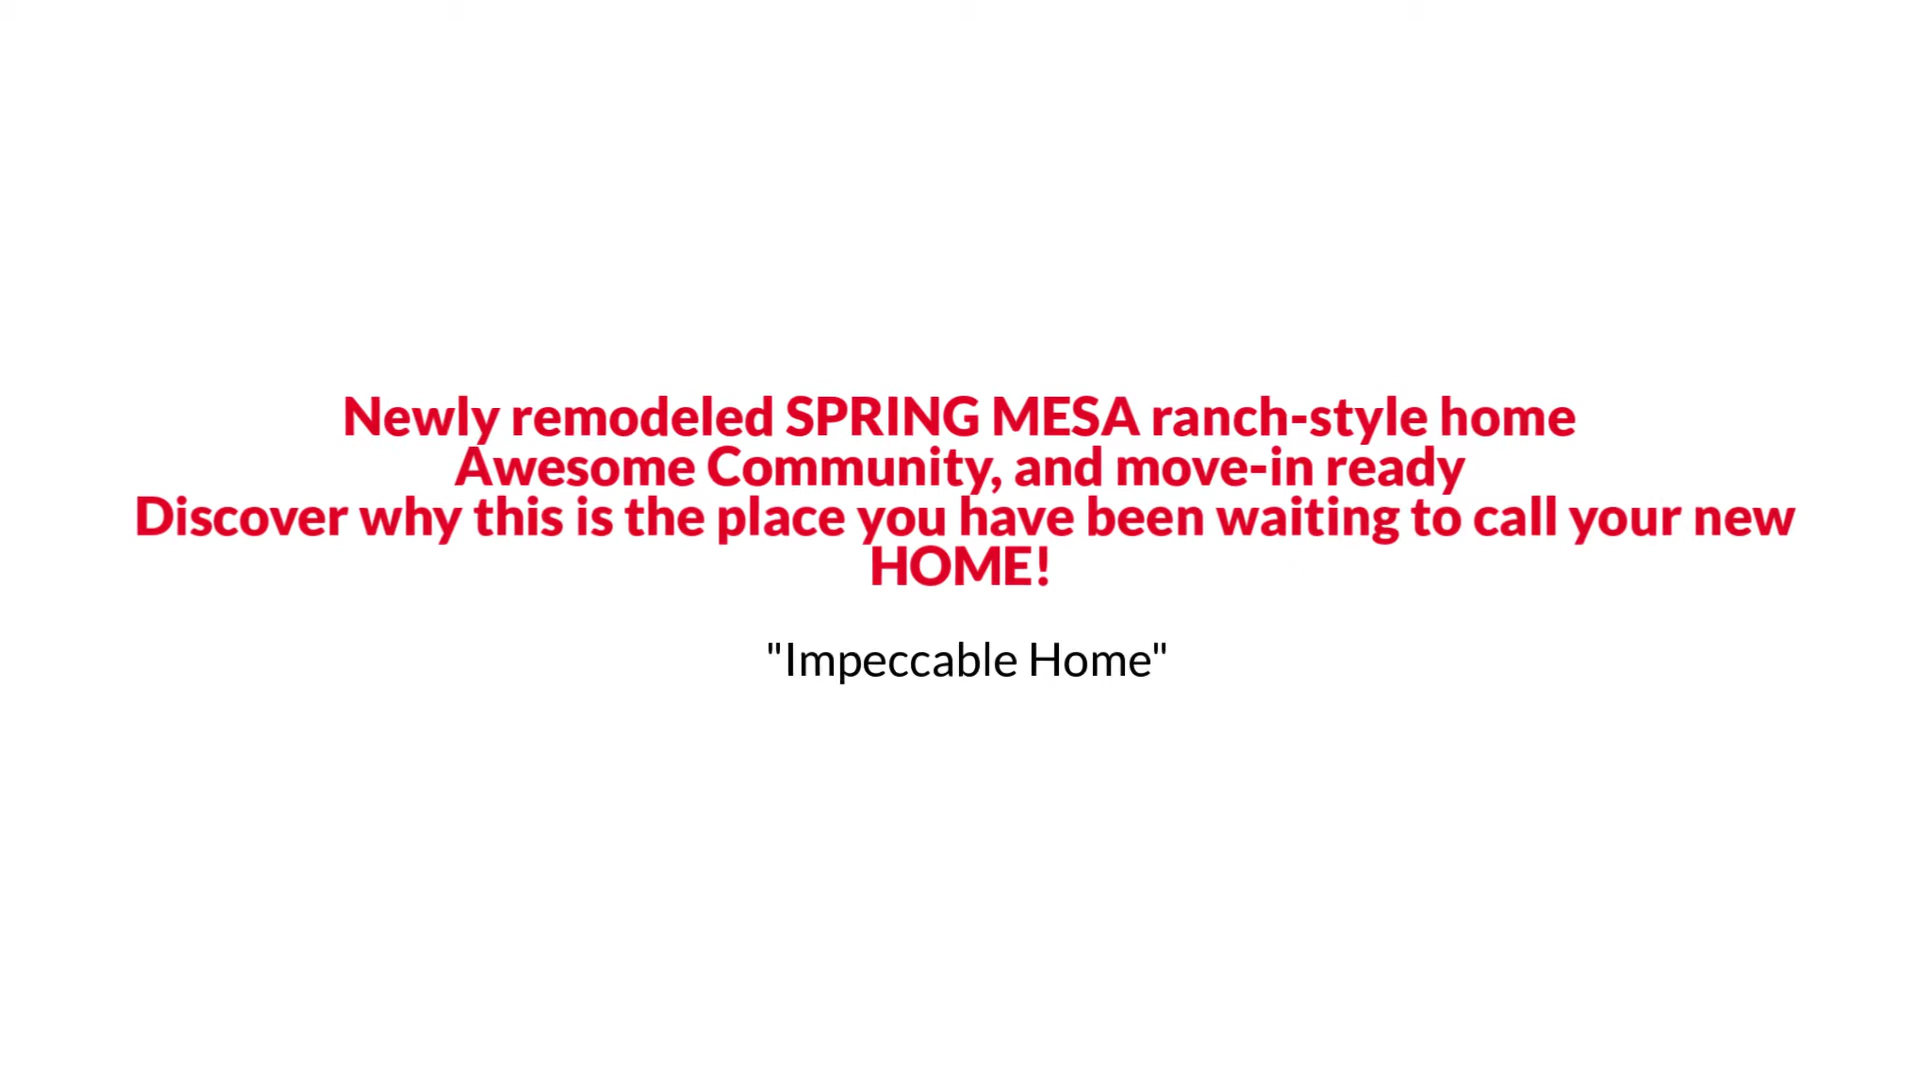 Newly remodeled SPRING MESA ranch-style home
Awesome Community, and move-in ready
Discover why this is the place you have been waiting to call your new
HOME!
"Impeccable Home"